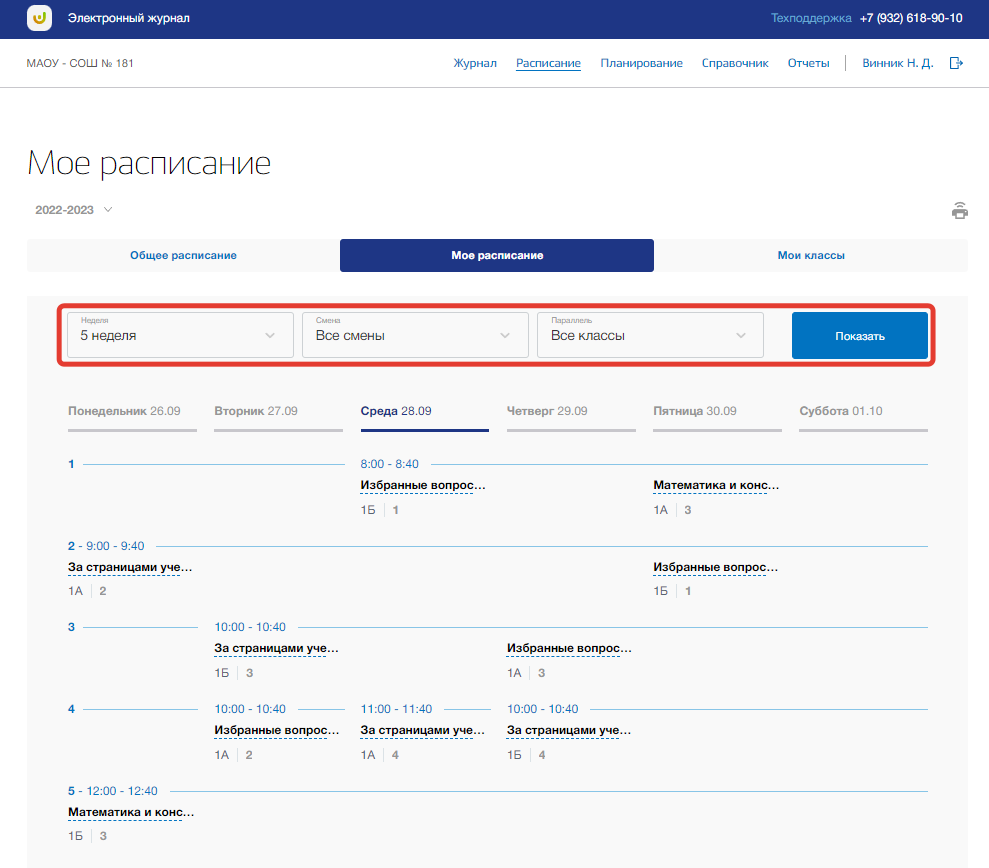 Электронный журнал
Техподдержка +7 (932) 618-90-10
МАОУ - СОШ № 181
Журнал Расписание Планирование Справочник Отчеты Винник Н. Д.
Мое расписание
2022-2023
Общее расписание Мое расписание Мои классы
Неделя Смена Параллель
5 неделя Все смены Все классы Показать
Понедельник 26.09 Вторник 27.09 Среда 28.09 Четверг 29.09 Пятница 30.09 Суббота 01.10
1 8:00 - 8:40
Избранные вопрос... Математика и конс...
1Б 1 1А 3
2 - 9:00 - 9:40
За страницами уче... Избранные вопрос...
1А 2 1Б 1
3 10:00 - 10:40
За страницами уче... Избранные вопрос...
1Б 3 1А 3
4 10:00 - 10:40 11:00 - 11:40 10:00 - 10:40
Избранные вопрос... За страницами уче... За страницами уче...
1А 2 1А 4 1Б 4
5 - 12:00 - 12:40
Математика и конс...
1Б 3